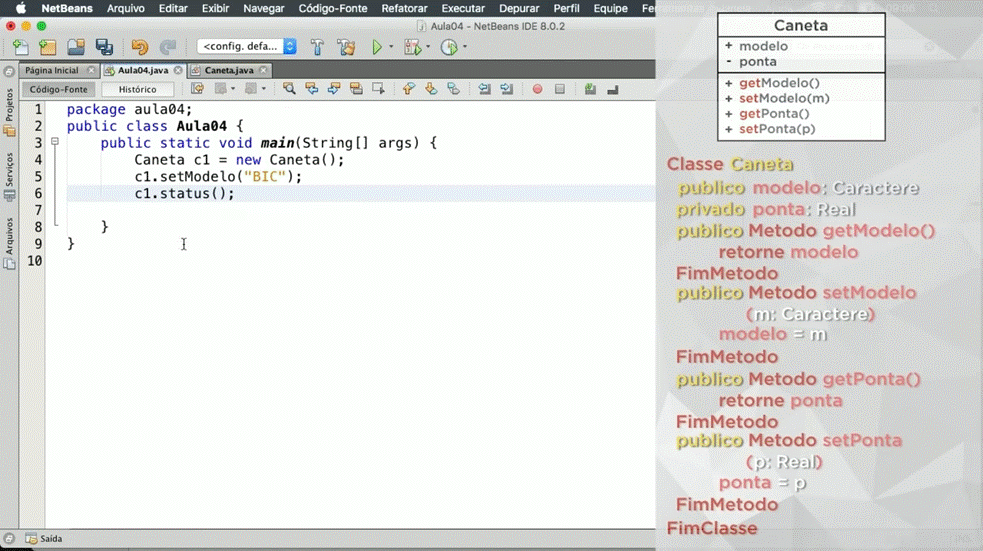 NetBeans Arquivo Editar Exibir Navegar Código-Fonte Refatorar Executar Depurar Perfil Equipe
Aula04 - NetBeans IDE 8.0.2
<config. defa...
Página Inicial Aula04.java Caneta.java
Código-Fonte Histórico
Projetos
Serviços
Arquivos
1 package aula04;
2 public class Aula04 {
3 public static void main(String[] args) {
4 Caneta c1 = new Caneta();
5 c1.setModelo("BIC");
6 c1.status();
7
8 }
9 }
10
Saída
INS
Caneta
+ modelo
- ponta
+ getModelo()
+ setModelo(m)
+ getPonta()
+ setPonta(p)
Classe Caneta
publico modelo: Caractere
privado ponta: Real
publico Metodo getModelo()
retorne modelo
FimMetodo
publico Metodo setModelo
(m: Caractere)
modelo = m
FimMetodo
publico Metodo getPonta()
retorne ponta
FimMetodo
publico Metodo setPonta
(p: Real)
ponta = p
FimMetodo
FimClasse